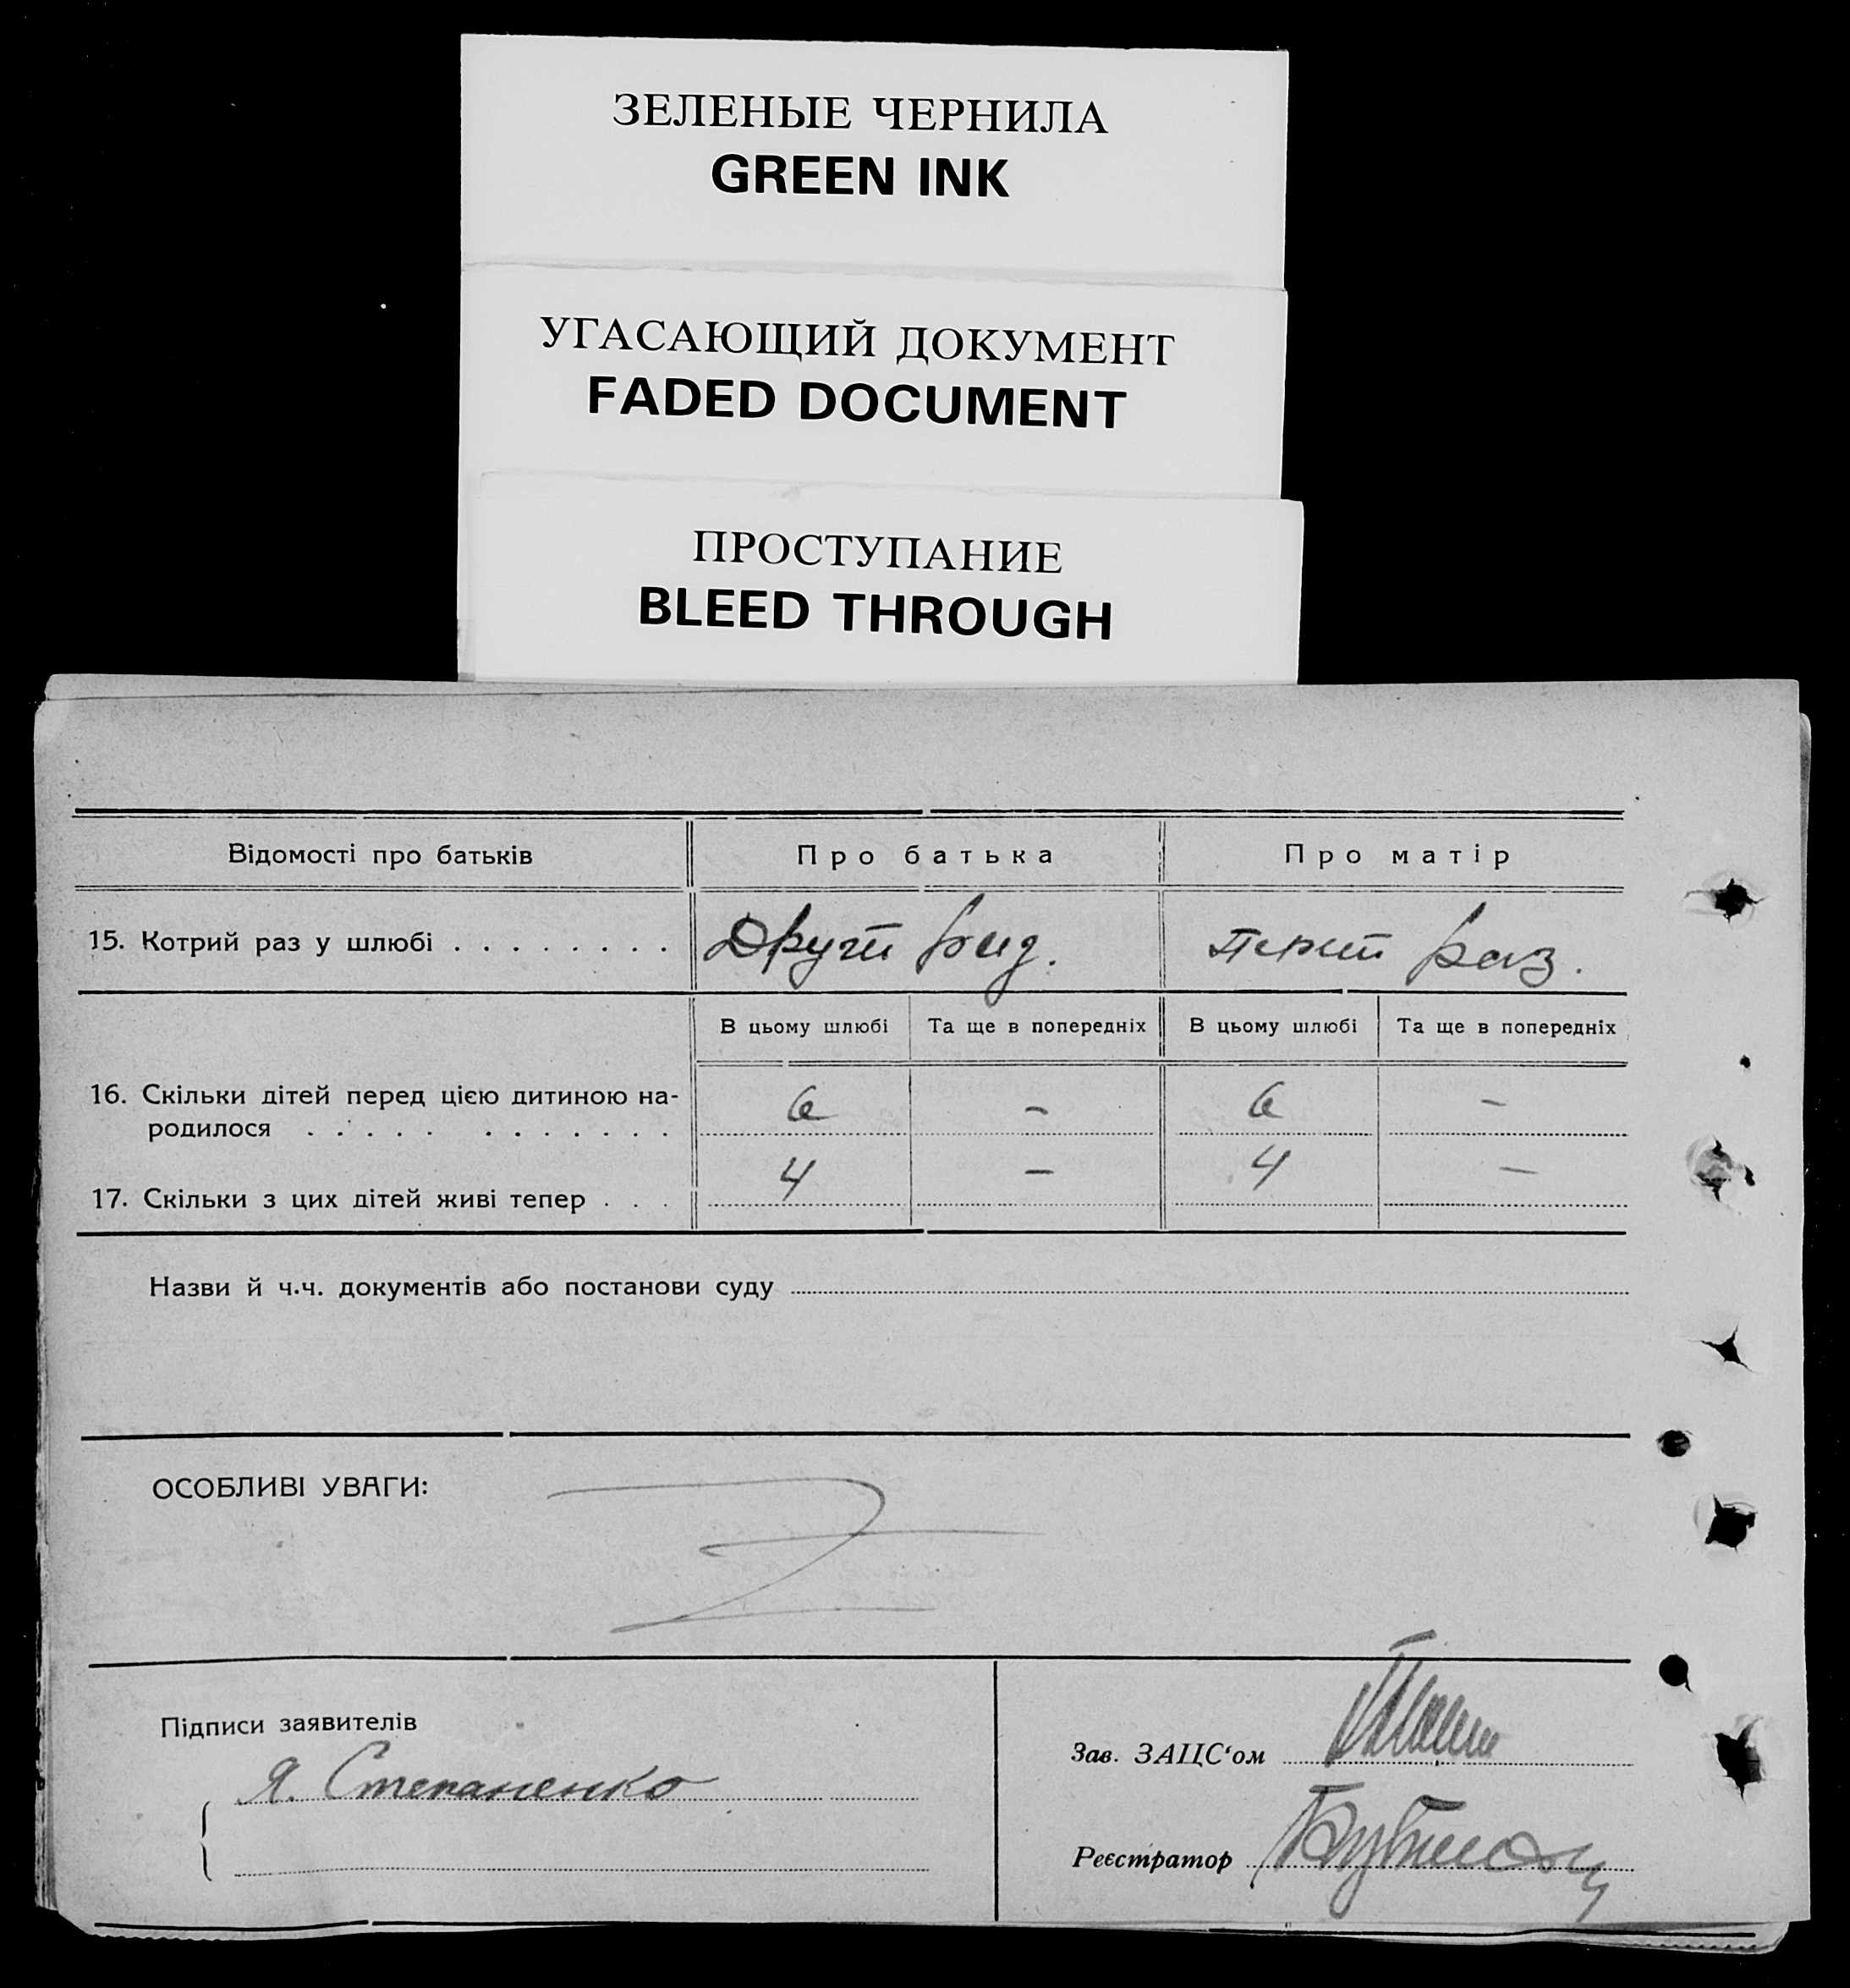 ЗЕЛЕНЫЕ ЧЕРНИЛА
GREEN INK
УГАСАЮЩИЙ ДОКУМЕНТ
FADED DOCUMENT
ПРОСТУПАНИЕ
BLEED THROUGH
Відомості про батьків Про батька Про матір
15. Котрий раз у шлюбі . . . . . . . . Другий раз.
В цьому шлюбі Та ще в попередніх В цьому шлюбі Та ще в попередніх
16. Скільки дітей перед цією дитиною на-
родилося . . . . . . . . . . . . 6 – 6 –
17. Скільки з цих дітей живі тепер . . . 4 – 4 –
Назви й ч.ч. документів або постанови суду
ОСОБЛИВІ УВАГИ:
Підписи заявителів
Я. Степаненко
Зав. ЗАЦС‘ом
Реєстратор